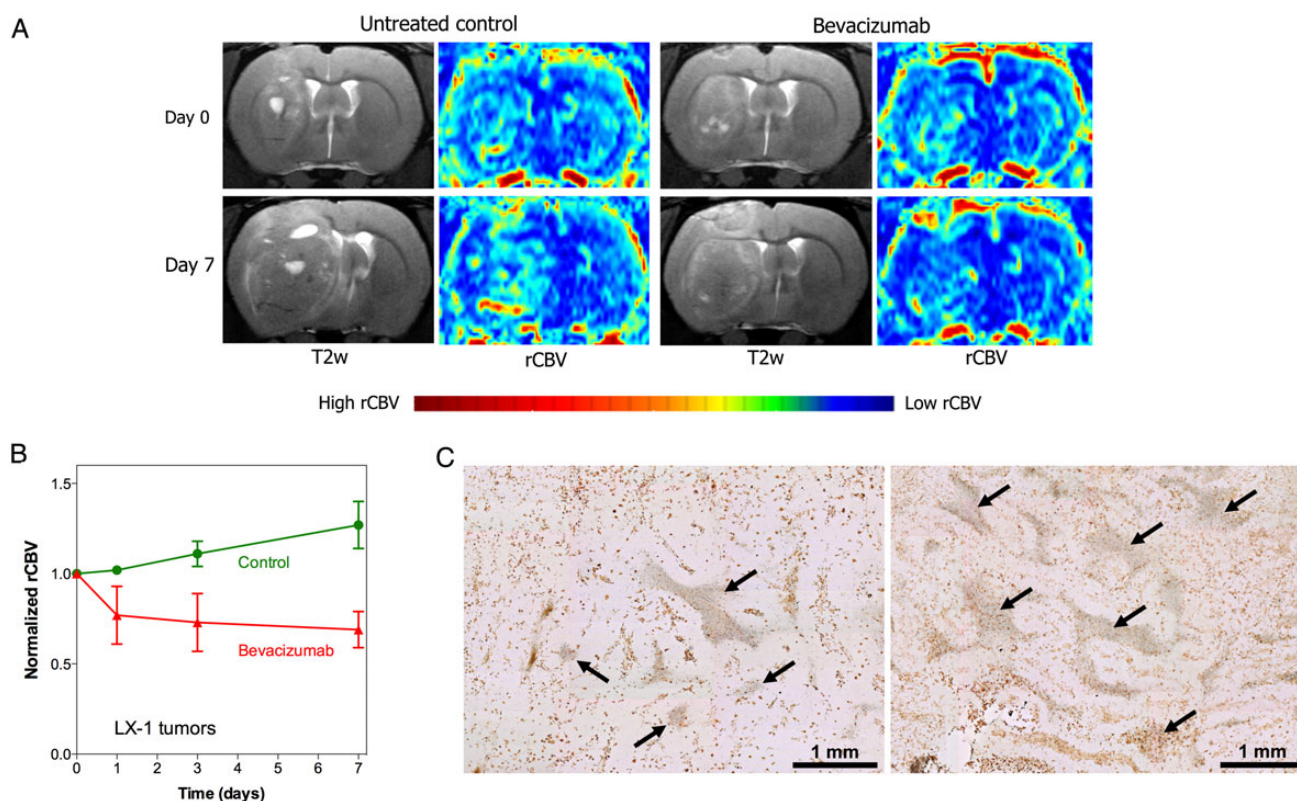 A
Untreated control
Bevacizumab
Day 0
Day 7
T2w
rCBV
T2w
rCBV
High rCBV
Low rCBV
B
Normalized rCBV
1.5
1.0
0.5
0.0
Control
Bevacizumab
LX-1 tumors
0 1 2 3 4 5 6 7
Time (days)
C
1 mm
1 mm